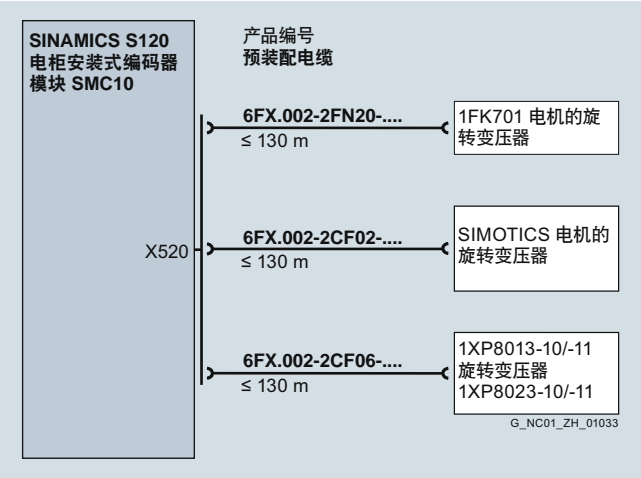 SINAMICS S120
电柜安装式编码器
模块 SMC10
产品编号
预装配电缆
6FX.002-2FN20-....
≤ 130 m
1FK701 电机的旋
转变压器
X520
6FX.002-2CF02-....
≤ 130 m
SIMOTICS 电机的
旋转变压器
6FX.002-2CF06-....
≤ 130 m
1XP8013-10/-11
旋转变压器
1XP8023-10/-11
G_NC01_ZH_01033